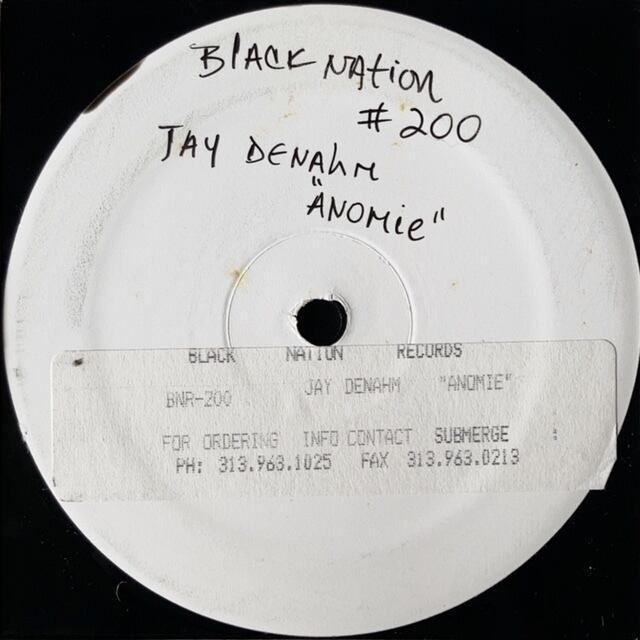 BLACK NATION
#200
JAY DENAHM
"ANOMie"
BLACK NATION RECORDS
BNR-200 JAY DENAHM "ANOMIE"
FOR ORDERING INFO CONTACT SUBMERGE :
PH: 313.963.1025 FAX 313.963.0213